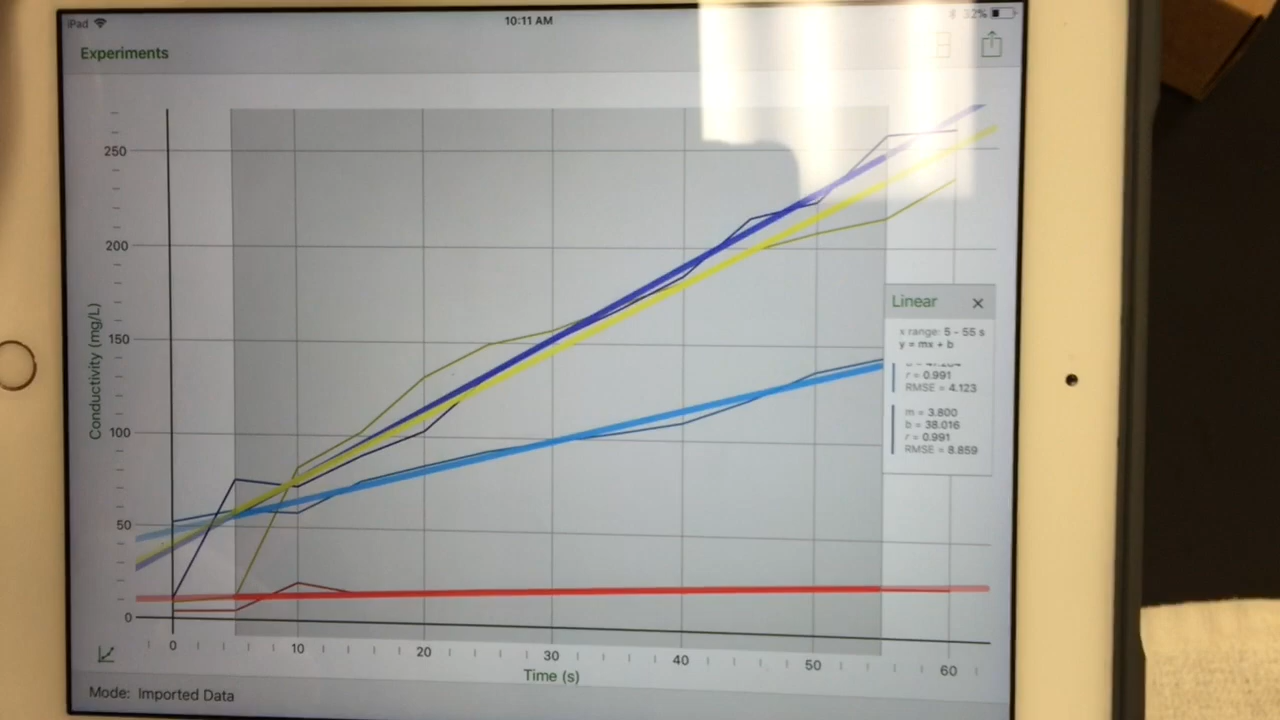 iPad 10:11 AM 32%
Experiments
250
200
150
100
50
0
Conductivity (mg/L)
0 10 20 30 40 50 60
Time (s)
Linear ×
x range: 5 - 55 s
y = mx + b
r = 0.991
RMSE = 4.123
m = 3.800
b = 38.016
r = 0.991
RMSE = 8.859
Mode: Imported Data